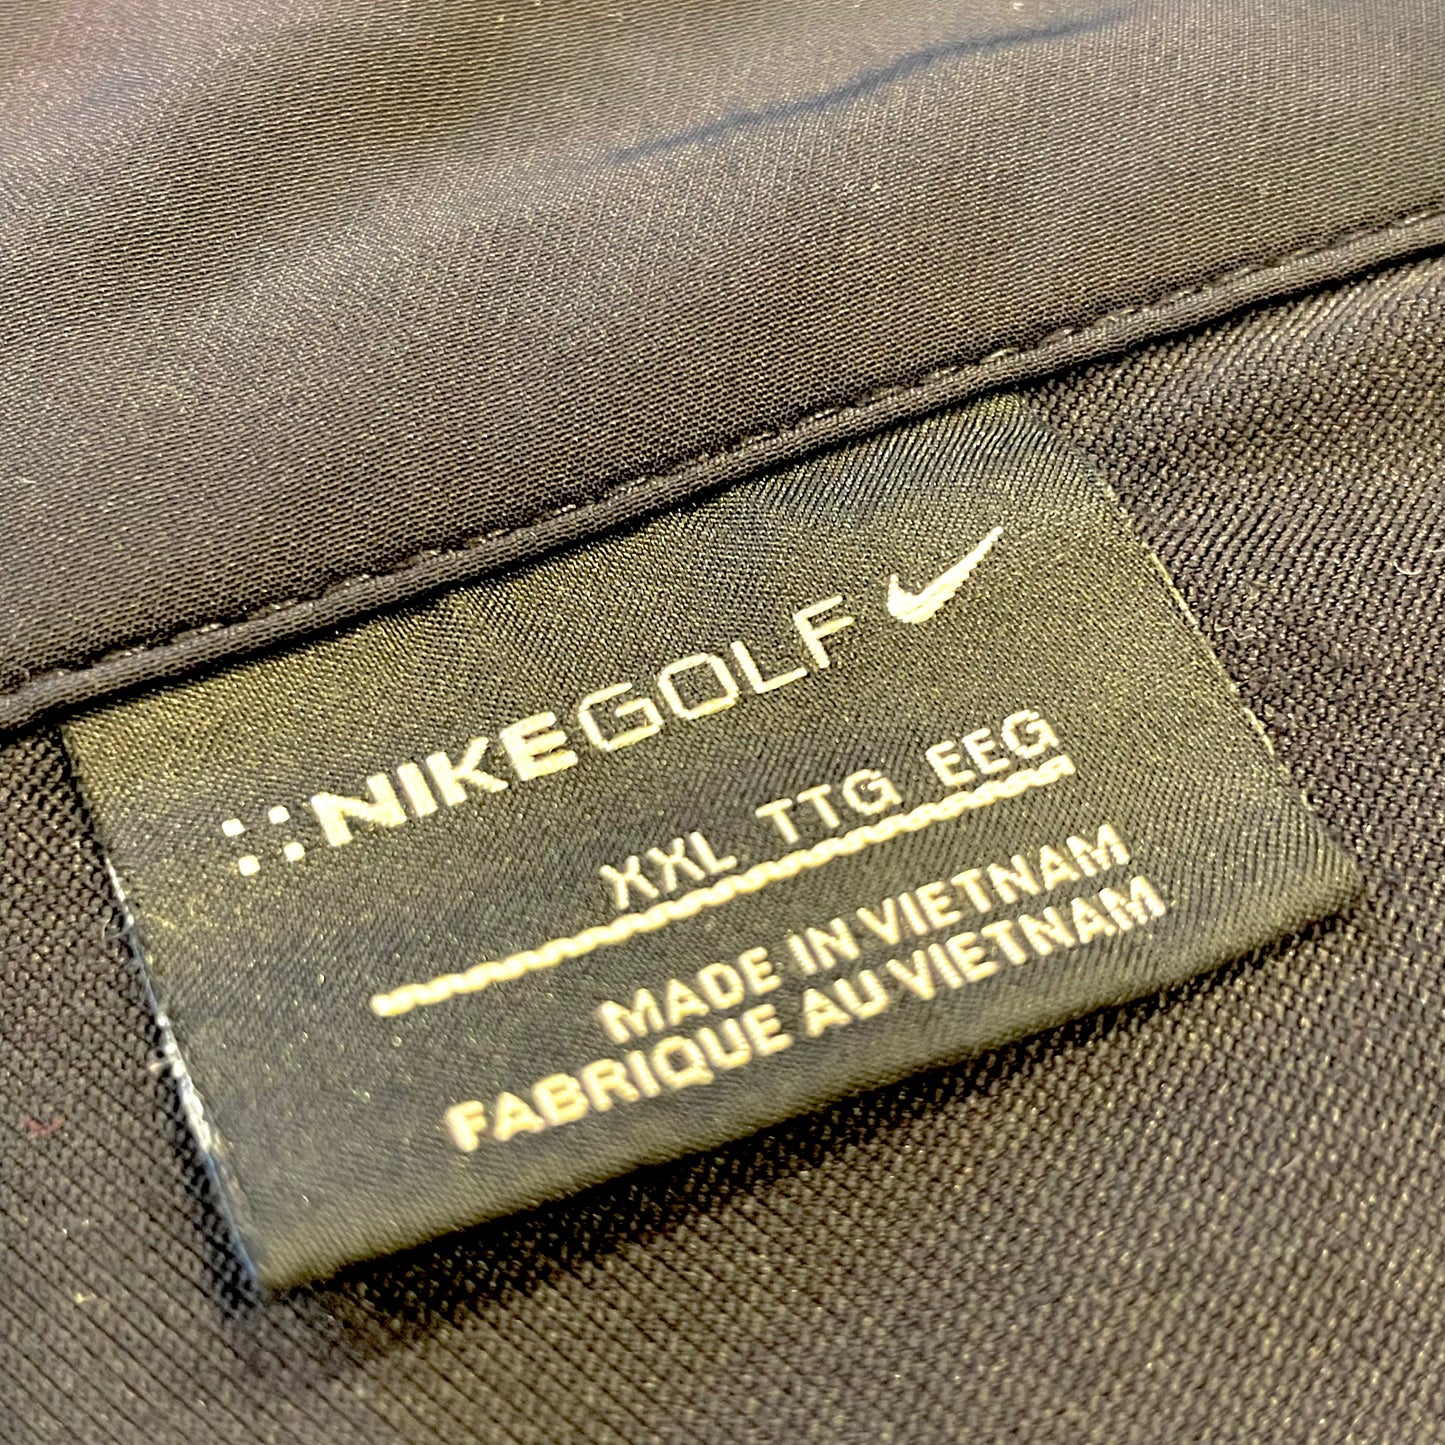 NIKEGOLF
XXL TTG EEG
MADE IN VIETNAM
FABRIQUE AU VIETNAM